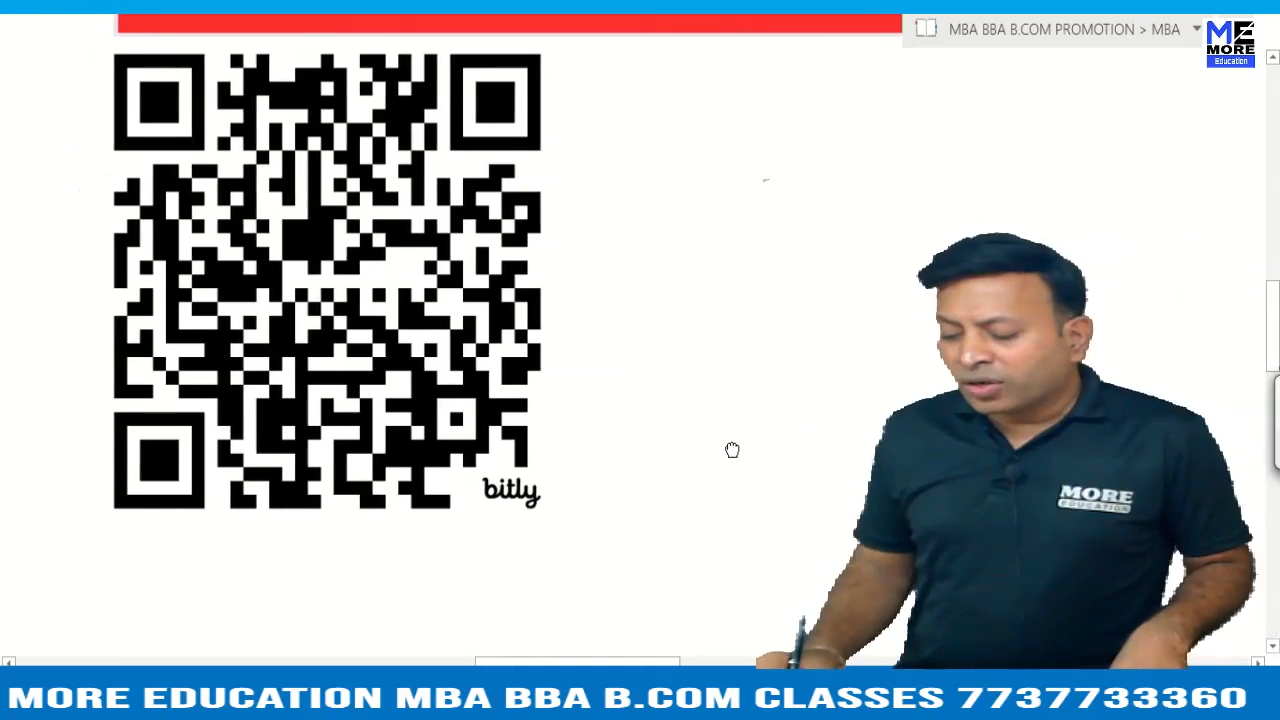 MBA BBA B.COM PROMOTION > MBA
ME
MORE
Education
bitly
MORE
EDUCATION
MORE EDUCATION MBA BBA B.COM CLASSES 7737733360